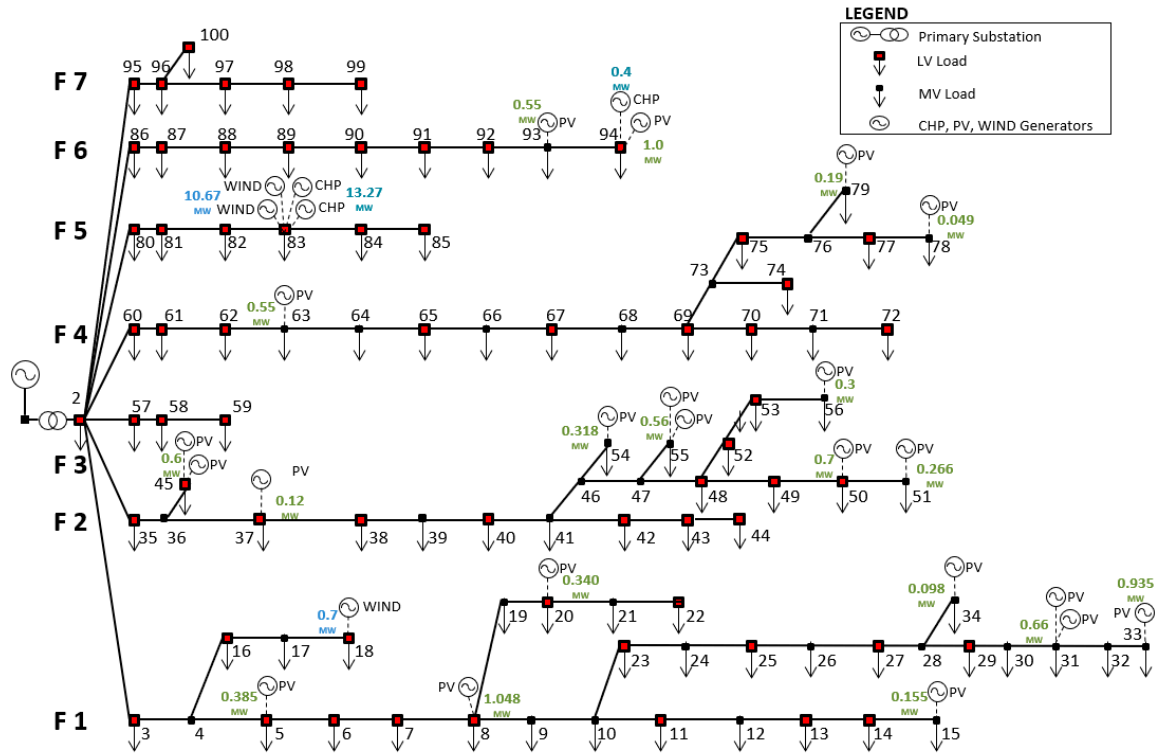 LEGEND
Primary Substation
LV Load
MV Load
CHP, PV, WIND Generators
100
F 7
95 96 97 98 99
0.4
MW
CHP
0.55
MW
PV
PV
F 6
86 87 88 89 90 91 92 93 94
1.0
MW
WIND CHP
10.67
MW
13.27
MW
WIND CHP
F 5
80 81 82 83 84 85
PV
0.19
MW
79
PV
0.049
MW
75 76 77 78
73 74
PV
0.55
MW
F 4
60 61 62 63 64 65 66 67 68 69 70 71 72
2
57 58 59
F 3
PV
0.6
MW
PV
45
PV
0.3
MW
53 56
PV
0.318
MW
54
PV
0.56
MW
PV
55
52
PV
0.7
MW
PV
0.266
MW
46 47 48 49 50 51
PV
0.12
MW
F 2
35 36 37 38 39 40 41 42 43 44
PV
0.340
MW
19 20 21 22
WIND
0.7
MW
16 17 18
PV
0.098
MW
34
PV
0.66
MW
PV
0.935
MW
PV
33
23 24 25 26 27 28 29 30 31 32
PV
0.385
MW
PV
1.048
MW
PV
0.155
MW
F 1
3 4 5 6 7 8 9 10 11 12 13 14 15